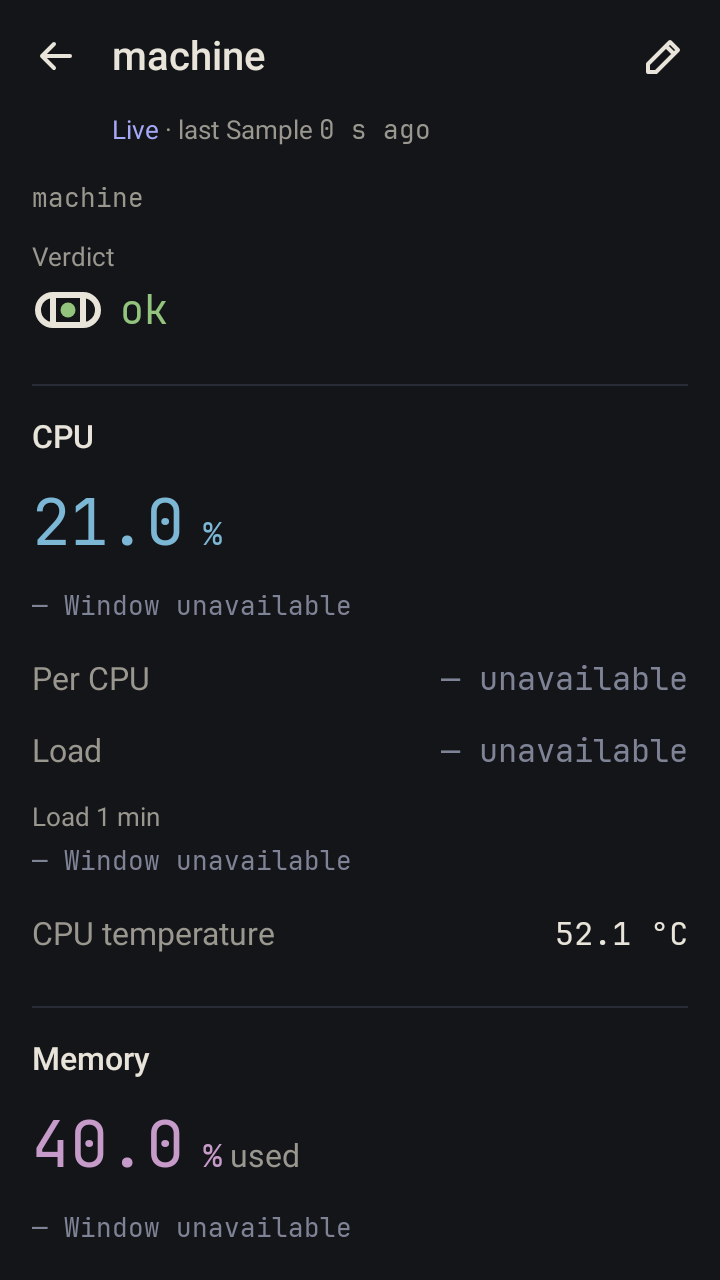 machine
Live · last Sample 0 s ago
machine
Verdict
ok
CPU
21.0 %
— Window unavailable
Per CPU — unavailable
Load — unavailable
Load 1 min
— Window unavailable
CPU temperature 52.1 °C
Memory
40.0 % used
— Window unavailable